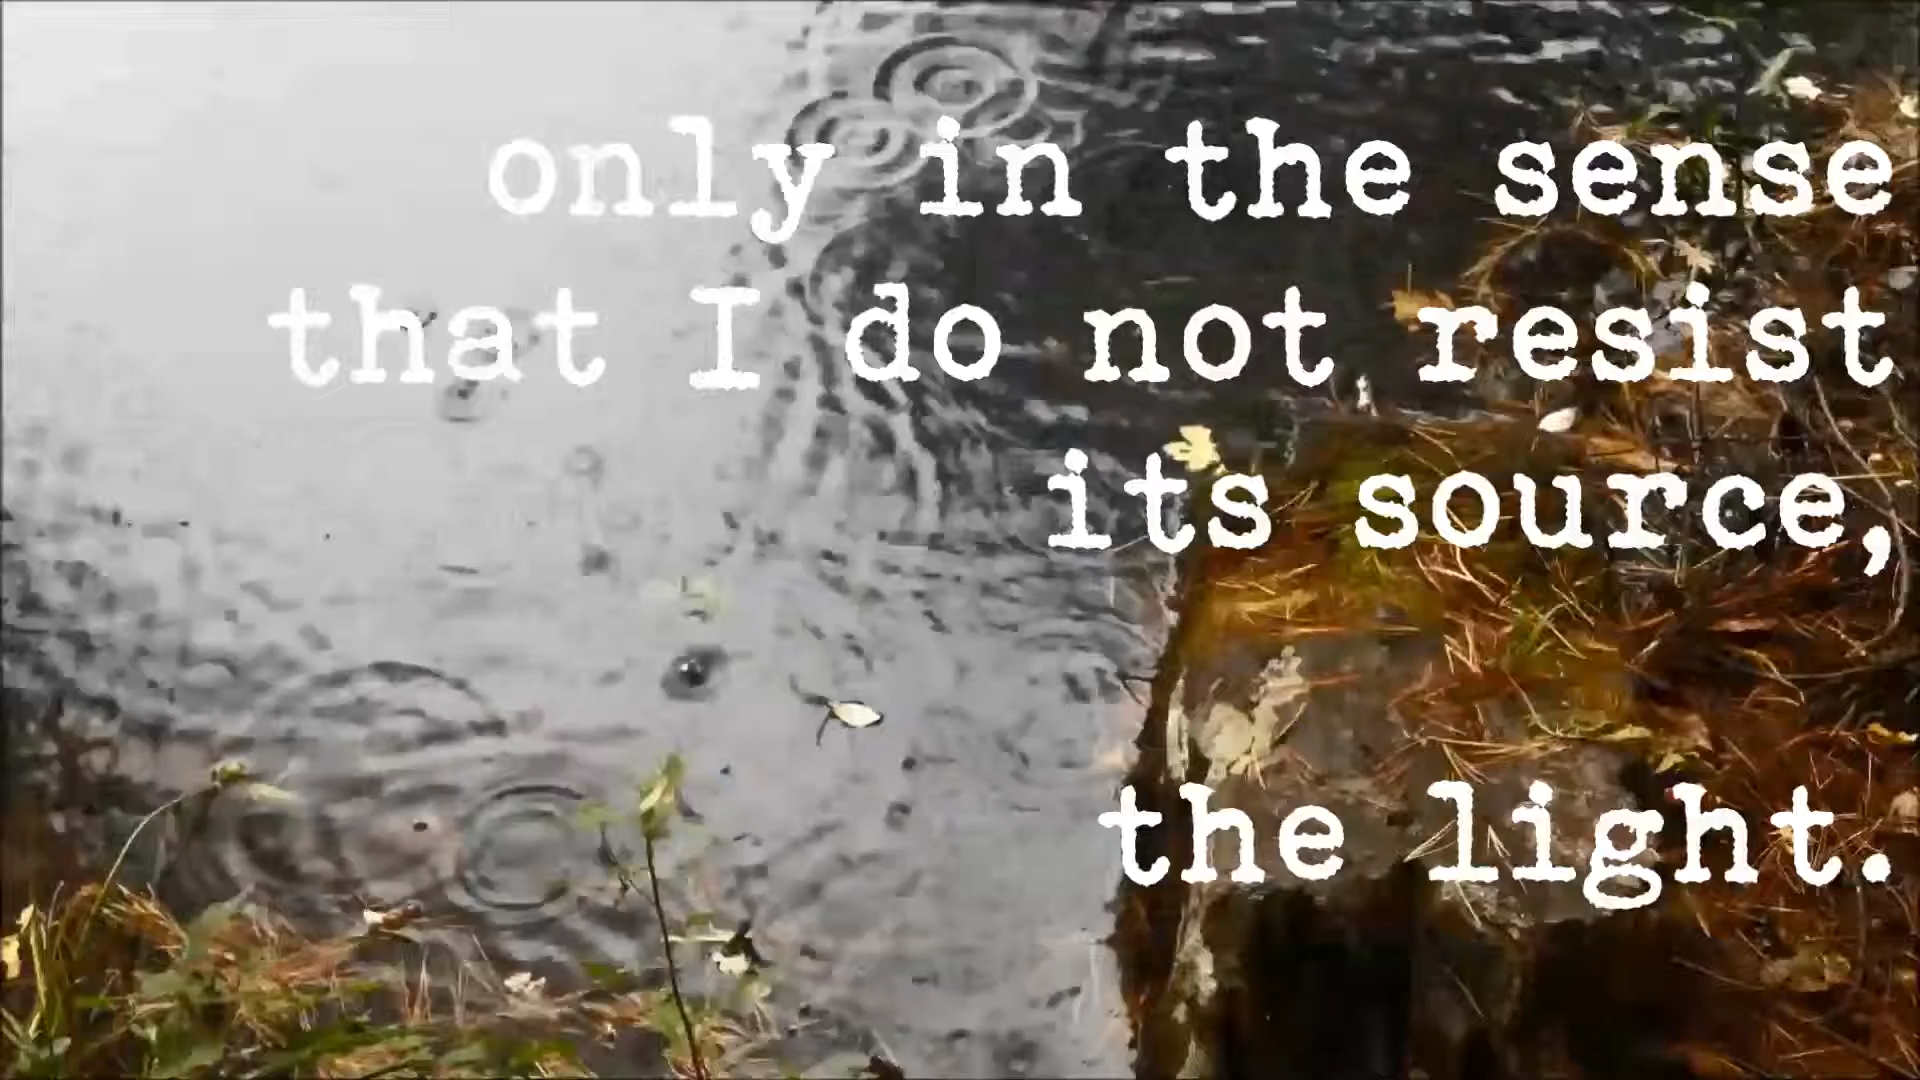 only in the sense
that I do not resist
its source,
the light.